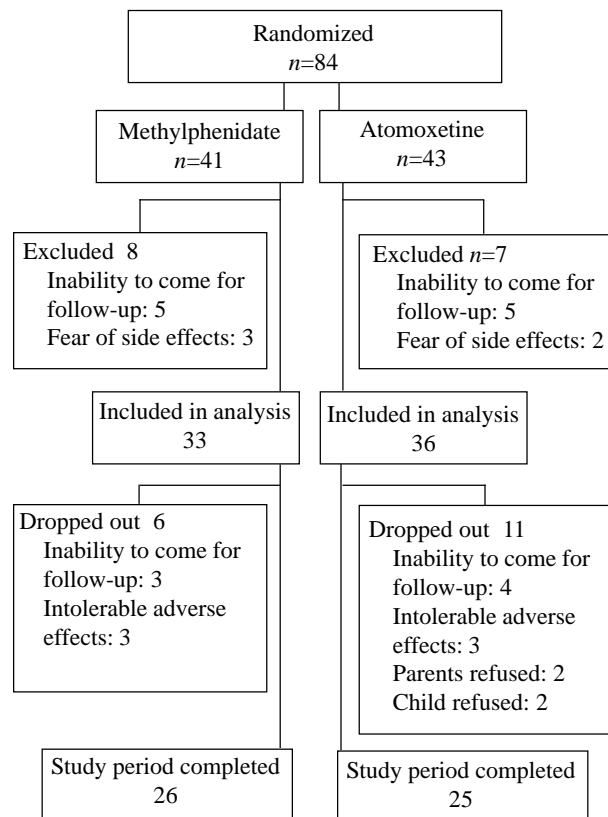 Randomized
n=84
Methylphenidate
n=41
Atomoxetine
n=43
Excluded 8
Inability to come for
follow-up: 5
Fear of side effects: 3
Excluded n=7
Inability to come for
follow-up: 5
Fear of side effects: 2
Included in analysis
33
Included in analysis
36
Dropped out 6
Inability to come for
follow-up: 3
Intolerable adverse
effects: 3
Dropped out 11
Inability to come for
follow-up: 4
Intolerable adverse
effects: 3
Parents refused: 2
Child refused: 2
Study period completed
26
Study period completed
25